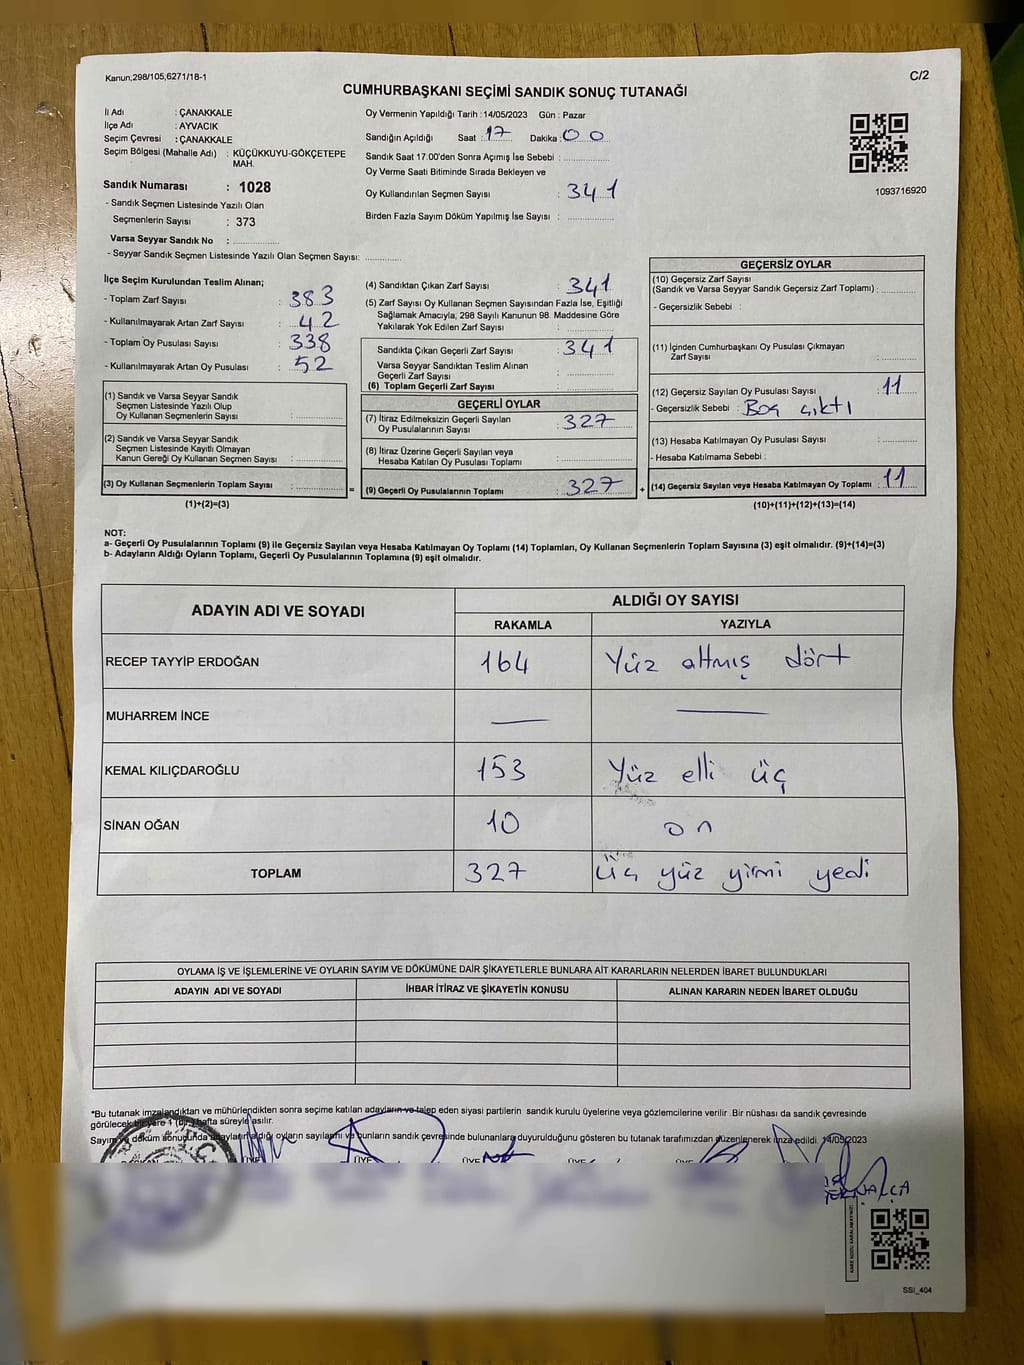 Kanun,298/105,6271/18-1
C/2
CUMHURBAŞKANI SEÇİMİ SANDIK SONUÇ TUTANAĞI
İl Adı : ÇANAKKALE
İlçe Adı : AYVACIK
Seçim Çevresi : ÇANAKKALE
Seçim Bölgesi (Mahalle Adı) : KÜÇÜKKUYU-GÖKÇETEPE
MAH.
Sandık Numarası : 1028
- Sandık Seçmen Listesinde Yazılı Olan
Seçmenlerin Sayısı : 373
Varsa Seyyar Sandık No : ..............
- Seyyar Sandık Seçmen Listesinde Yazılı Olan Seçmen Sayısı: ............
Oy Vermenin Yapıldığı Tarih : 14/05/2023 Gün : Pazar
Sandığın Açıldığı Saat : 17 Dakika 00
Sandık Saat 17.00'den Sonra Açımış İse Sebebi : ..............
Oy Verme Saati Bitiminde Sırada Bekleyen ve
Oy Kullandırılan Seçmen Sayısı : 341
Birden Fazla Sayım Döküm Yapılmış İse Sayısı : ..............
1093716920
İlçe Seçim Kurulundan Teslim Alınan;
- Toplam Zarf Sayısı : 383
- Kullanılmayarak Artan Zarf Sayısı : 42
- Toplam Oy Pusulası Sayısı : 338
- Kullanılmayarak Artan Oy Pusulası : 52
(1) Sandık ve Varsa Seyyar Sandık
Seçmen Listesinde Yazılı Olup
Oy Kullanan Seçmenlerin Sayısı : ..............
(2) Sandık ve Varsa Seyyar Sandık
Seçmen Listesinde Kayıtlı Olmayan
Kanun Gereği Oy Kullanan Seçmen Sayısı : ..............
(3) Oy Kullanan Seçmenlerin Toplam Sayısı : .............. =
(1)+(2)=(3)
(4) Sandıktan Çıkan Zarf Sayısı : 341
(5) Zarf Sayısı Oy Kullanan Seçmen Sayısından Fazla İse, Eşitliği
Sağlamak Amacıyla; 298 Sayılı Kanunun 98. Maddesine Göre
Yakılarak Yok Edilen Zarf Sayısı : ..............
Sandıkta Çıkan Geçerli Zarf Sayısı : 341
Varsa Seyyar Sandıktan Teslim Alınan
Geçerli Zarf Sayısı : ..............
(6) Toplam Geçerli Zarf Sayısı : ..............
GEÇERLİ OYLAR
(7) İtiraz Edilmeksizin Geçerli Sayılan
Oy Pusulalarının Sayısı : 327
(8) İtiraz Üzerine Geçerli Sayılan veya
Hesaba Katılan Oy Pusulası Toplamı : ..............
(9) Geçerli Oy Pusulalarının Toplamı : 327 +
GEÇERSİZ OYLAR
(10) Geçersiz Zarf Sayısı
(Sandık ve Varsa Seyyar Sandık Geçersiz Zarf Toplamı) : ............
- Geçersizlik Sebebi :
(11) İçinden Cumhurbaşkanı Oy Pusulası Çıkmayan
Zarf Sayısı : ............
(12) Geçersiz Sayılan Oy Pusulası Sayısı : 11
- Geçersizlik Sebebi : Boş çıktı
(13) Hesaba Katılmayan Oy Pusulası Sayısı : ............
- Hesaba Katılmama Sebebi :
(14) Geçersiz Sayılan veya Hesaba Katılmayan Oy Toplamı : 11
(10)+(11)+(12)+(13)=(14)
NOT:
a- Geçerli Oy Pusulalarının Toplamı (9) ile Geçersiz Sayılan veya Hesaba Katılmayan Oy Toplamı (14) Toplamları, Oy Kullanan Seçmenlerin Toplam Sayısına (3) eşit olmalıdır. (9)+(14)=(3)
b- Adayların Aldığı Oyların Toplamı, Geçerli Oy Pusulalarının Toplamına (9) eşit olmalıdır.
ADAYIN ADI VE SOYADI ALDIĞI OY SAYISI
RAKAMLA YAZIYLA
RECEP TAYYİP ERDOĞAN 164 Yüz altmış dört
MUHARREM İNCE — —
KEMAL KILIÇDAROĞLU 153 Yüz elli üç
SİNAN OĞAN 10 on
TOPLAM 327 üç yüz yirmi yedi
OYLAMA İŞ VE İŞLEMLERİNE VE OYLARIN SAYIM VE DÖKÜMÜNE DAİR ŞİKAYETLERLE BUNLARA AİT KARARLARIN NELERDEN İBARET BULUNDUKLARI
ADAYIN ADI VE SOYADI İHBAR İTİRAZ VE ŞİKAYETİN KONUSU ALINAN KARARIN NEDEN İBARET OLDUĞU
*Bu tutanak imzalandıktan ve mühürlendikten sonra seçime katılan adayların ve talep eden siyasi partilerin sandık kurulu üyelerine veya gözlemcilerine verilir. Bir nüshası da sandık çevresinde
görülecek bir yere 1 (bir) hafta süreyle asılır.
Sayım ve döküm sonuçunda adayların aldığı oyların sayılarını ve bunların sandık çevresinde bulunanlara duyurulduğunu gösteren bu tutanak tarafımızdan düzenlenerek imza edildi. 14/05/2023
ÜYE ÜYE ÜYE ÜYE ÜYE
KARE KODU KARALAMAYINIZ!
SSI_404